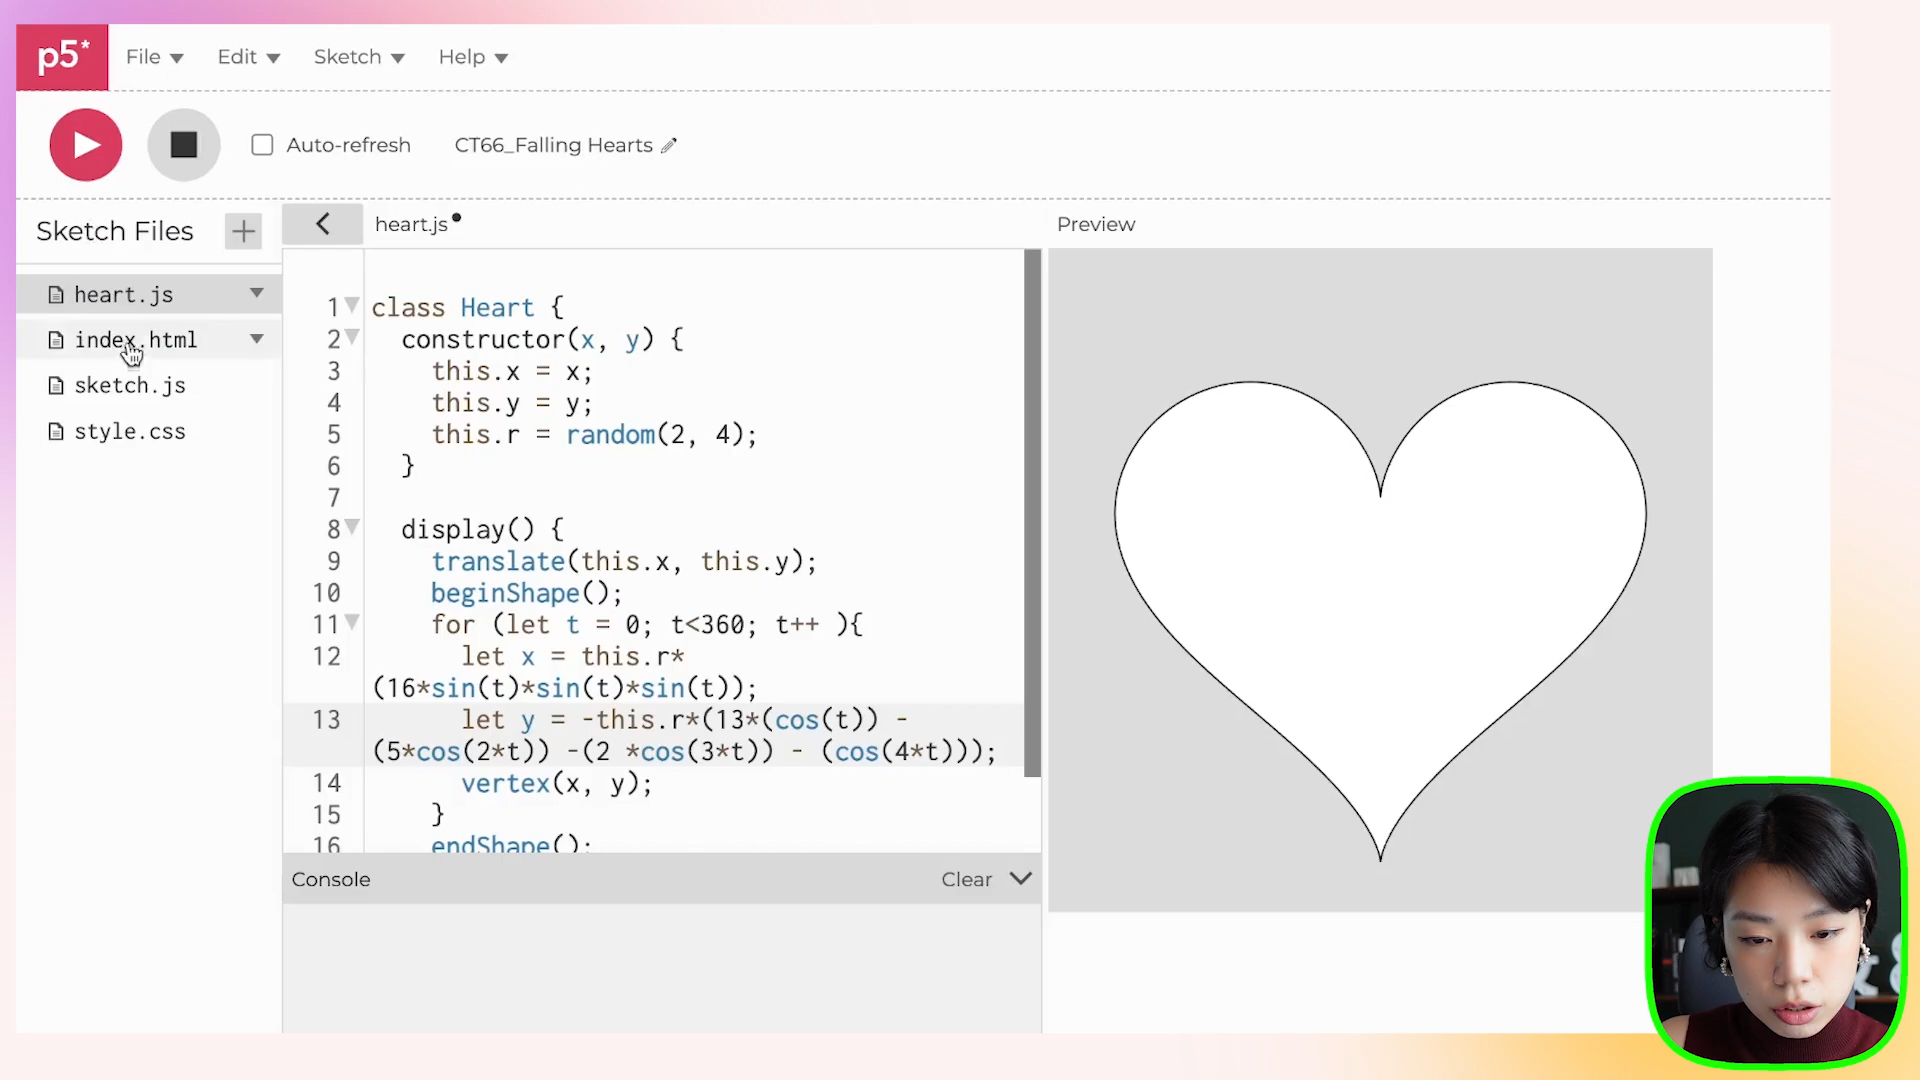 p5*
File
Edit
Sketch
Help
Auto-refresh
CT66_Falling Hearts
Sketch Files
+
heart.js
index.html
sketch.js
style.css
heart.js
1 class Heart {
2 constructor(x, y) {
3 this.x = x;
4 this.y = y;
5 this.r = random(2, 4);
6 }
7
8 display() {
9 translate(this.x, this.y);
10 beginShape();
11 for (let t = 0; t<360; t++ ){
12 let x = this.r*
(16*sin(t)*sin(t)*sin(t));
13 let y = -this.r*(13*(cos(t)) -
(5*cos(2*t)) -(2 *cos(3*t)) - (cos(4*t)));
14 vertex(x, y);
15 }
16 endShape();
Console
Clear
Preview